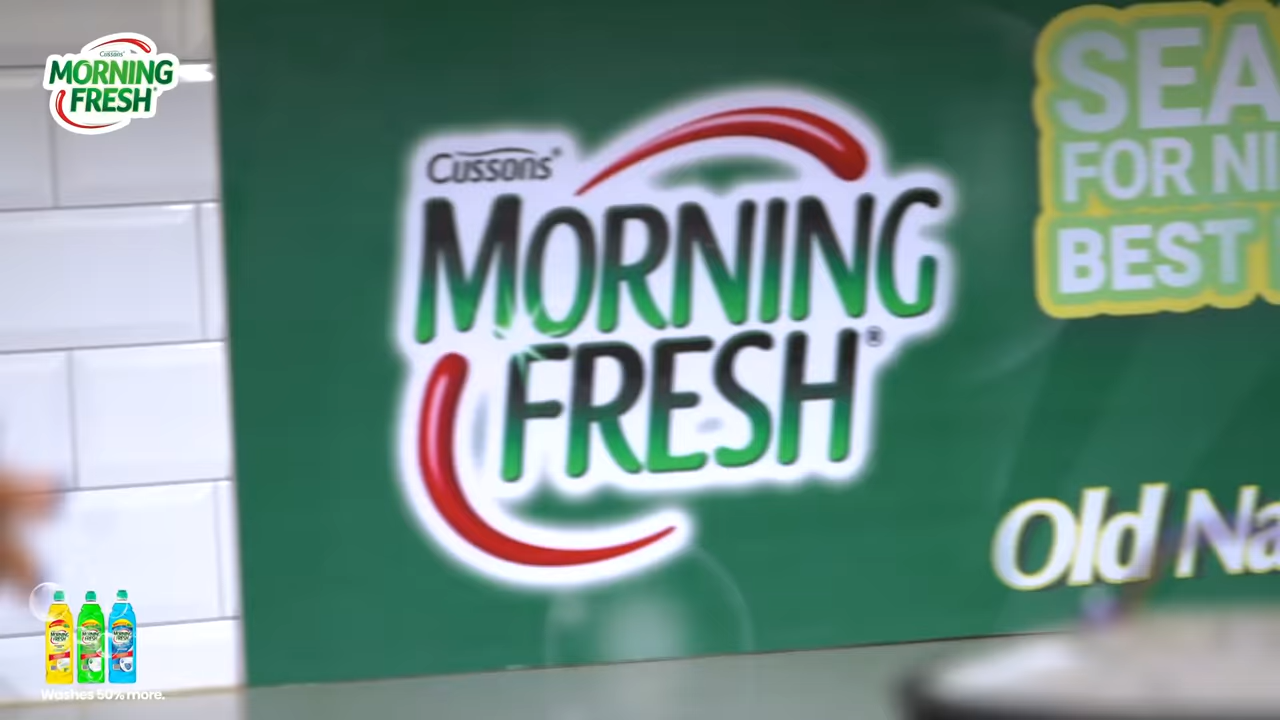 Cussons
MORNING
FRESH
Cussons®
MORNING
FRESH®
SEA
FOR NI
BEST
Old Na
Washes 50% more.